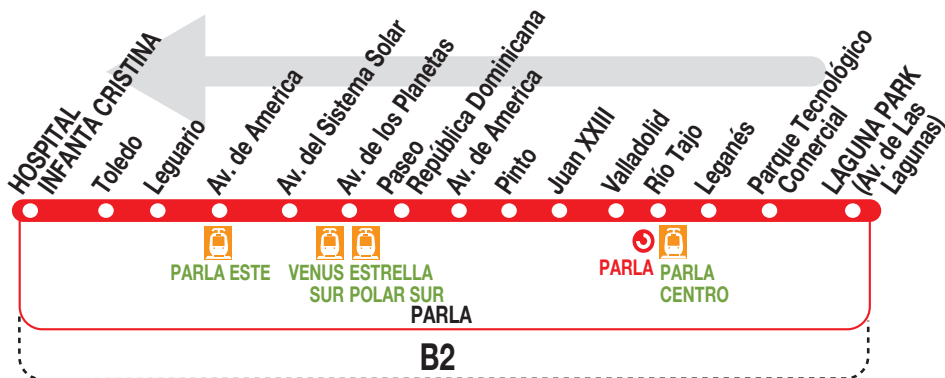 HOSPITAL
INFANTA CRISTINA
Toledo
Leguario
Av. de America
Av. del Sistema Solar
Av. de los Planetas
Paseo
República Dominicana
Av. de America
Pinto
Juan XXIII
Valladolid
Río Tajo
Leganés
Parque Tecnológico
Comercial
LAGUNA PARK
(Av. de Las
Lagunas)
PARLA ESTE
VENUS
SUR
ESTRELLA
POLAR SUR
PARLA
PARLA
CENTRO
PARLA
B2